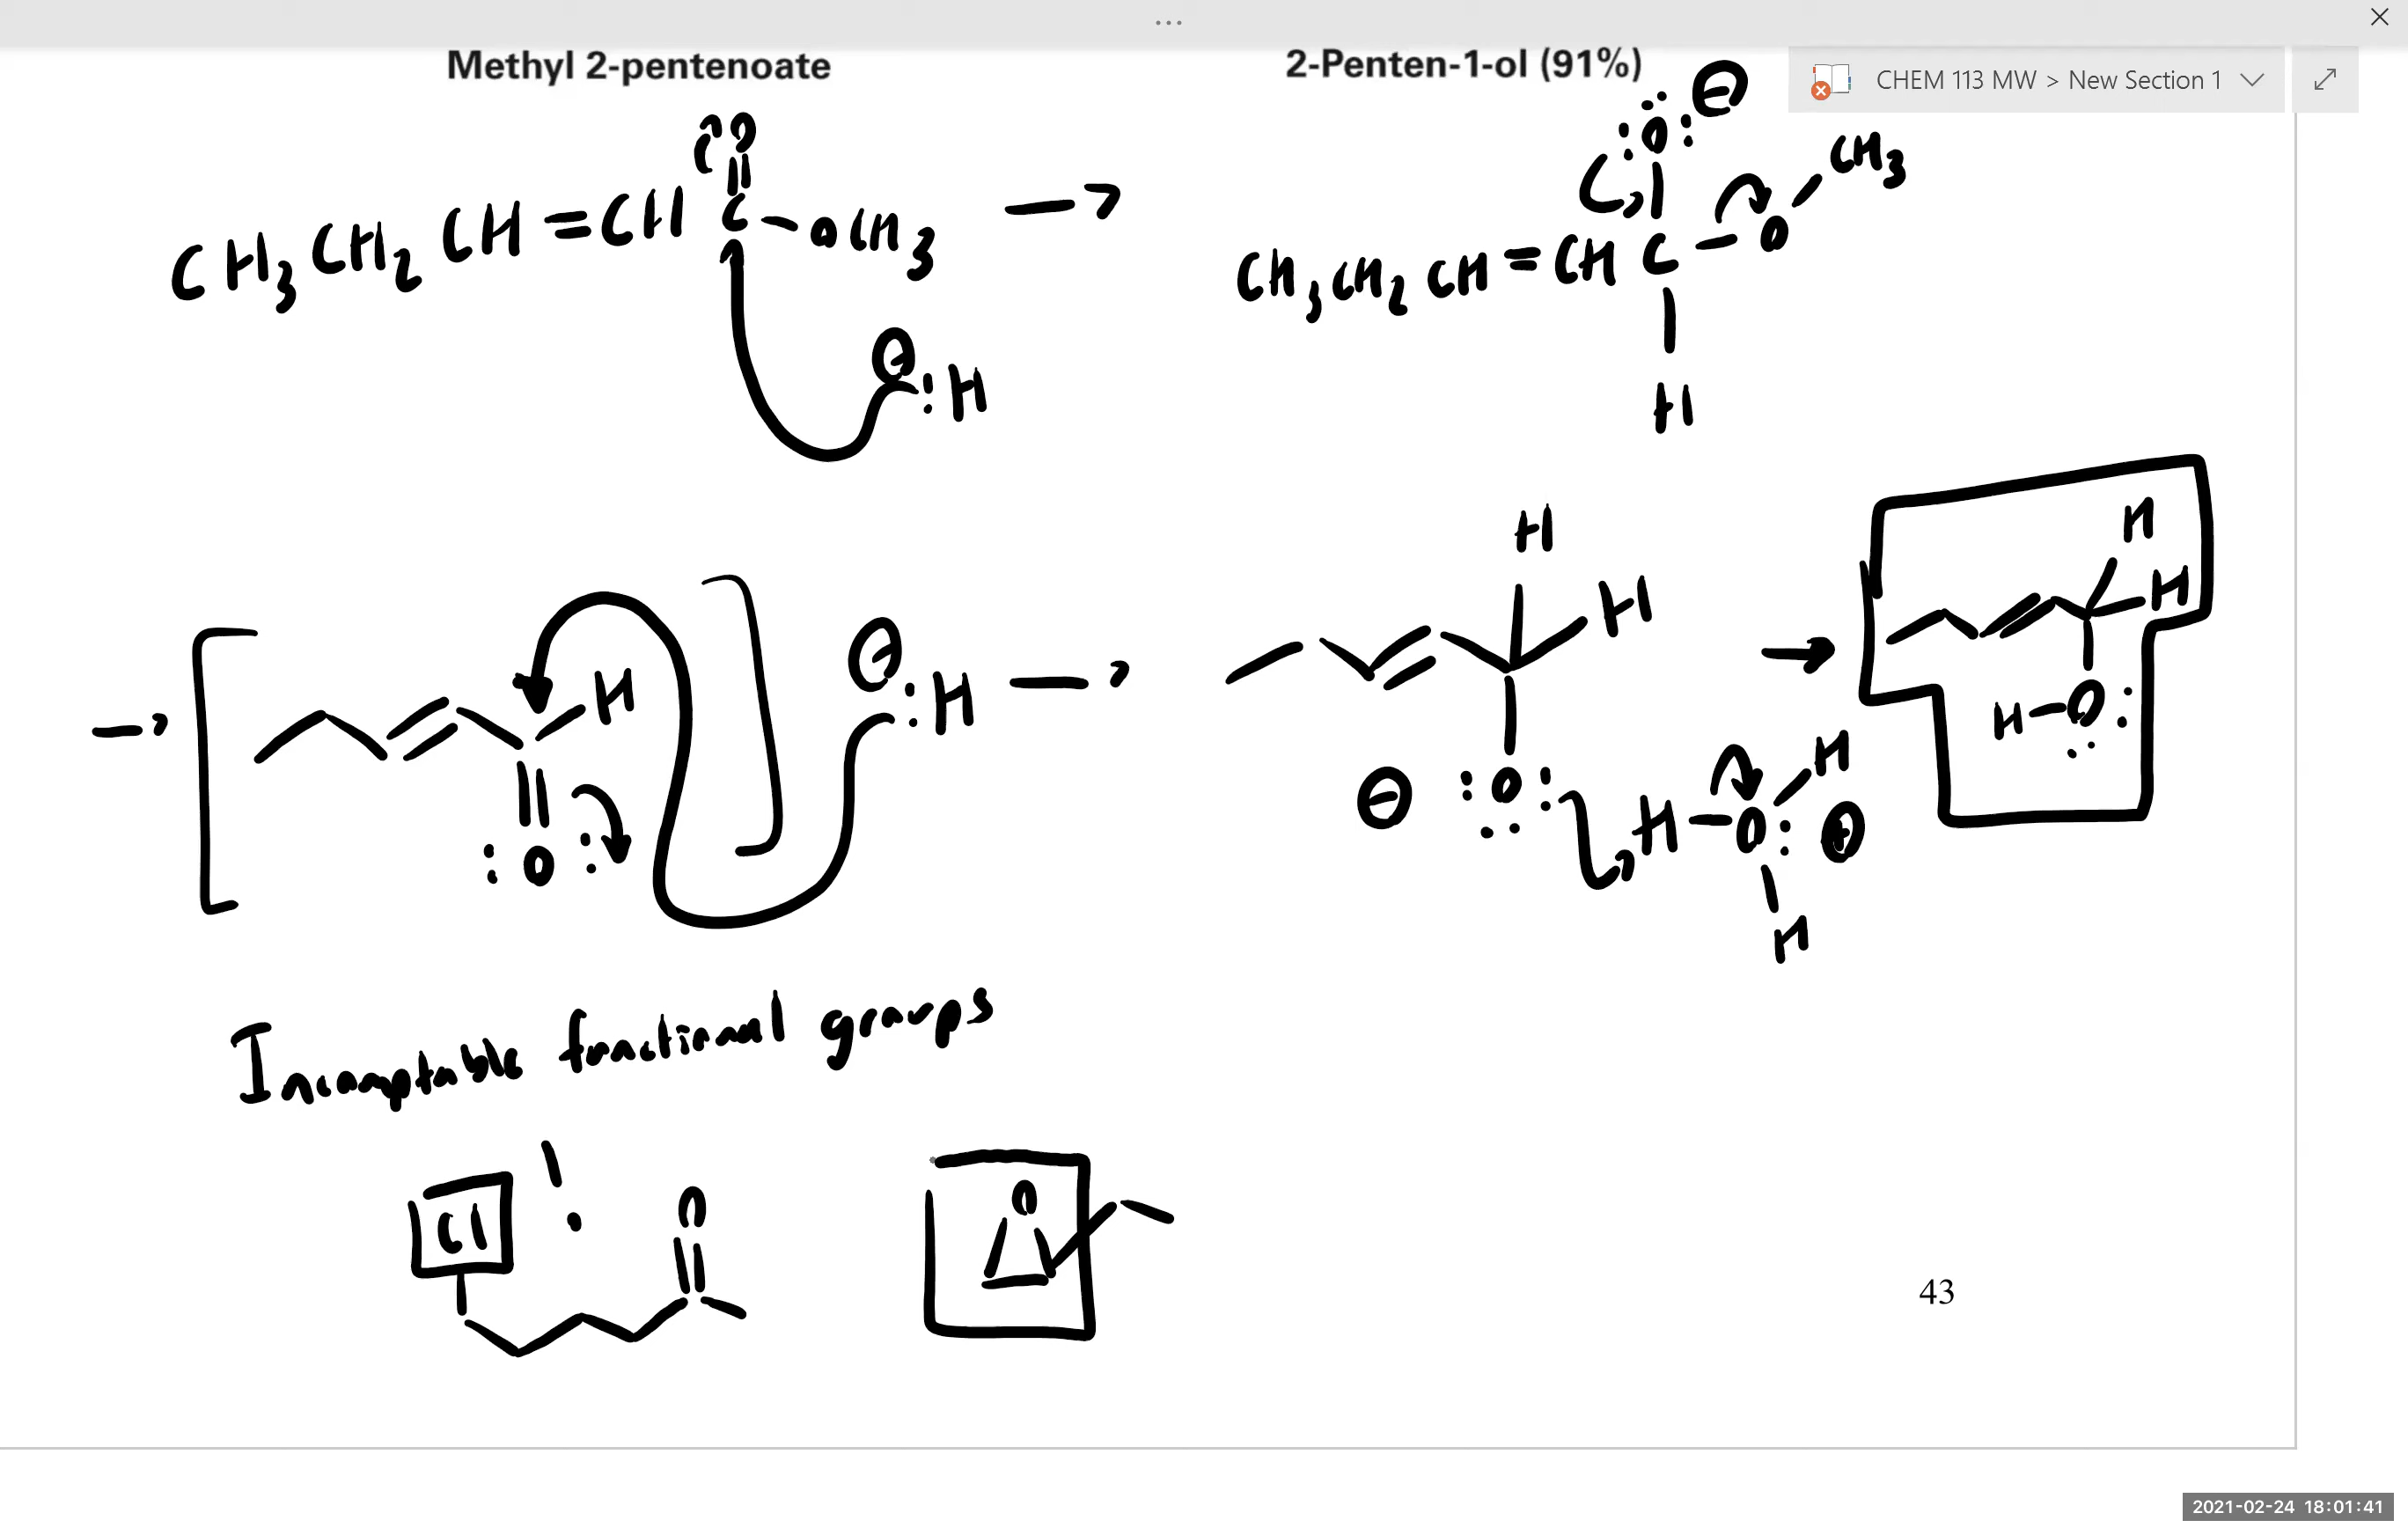 Methyl 2-pentenoate 2-Penten-1-ol (91%)
CHEM 113 MW > New Section 1
O O ⊖
CH3CH2CH=CH C-OCH3 → CH3CH2CH=CH C-O CH3
⊖ :H H
H H
H ⊖ :H H H
O ⊖ O H-O H ⊕ H-O
H
functional groups
Cl O O
43
2021-02-24 18:01:41